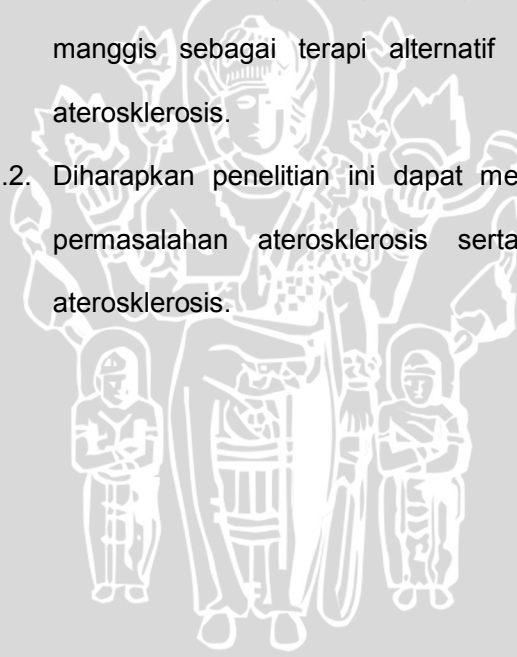 manggis sebagai terapi alternatif
aterosklerosis.
.2. Diharapkan penelitian ini dapat me
permasalahan aterosklerosis serta
aterosklerosis.